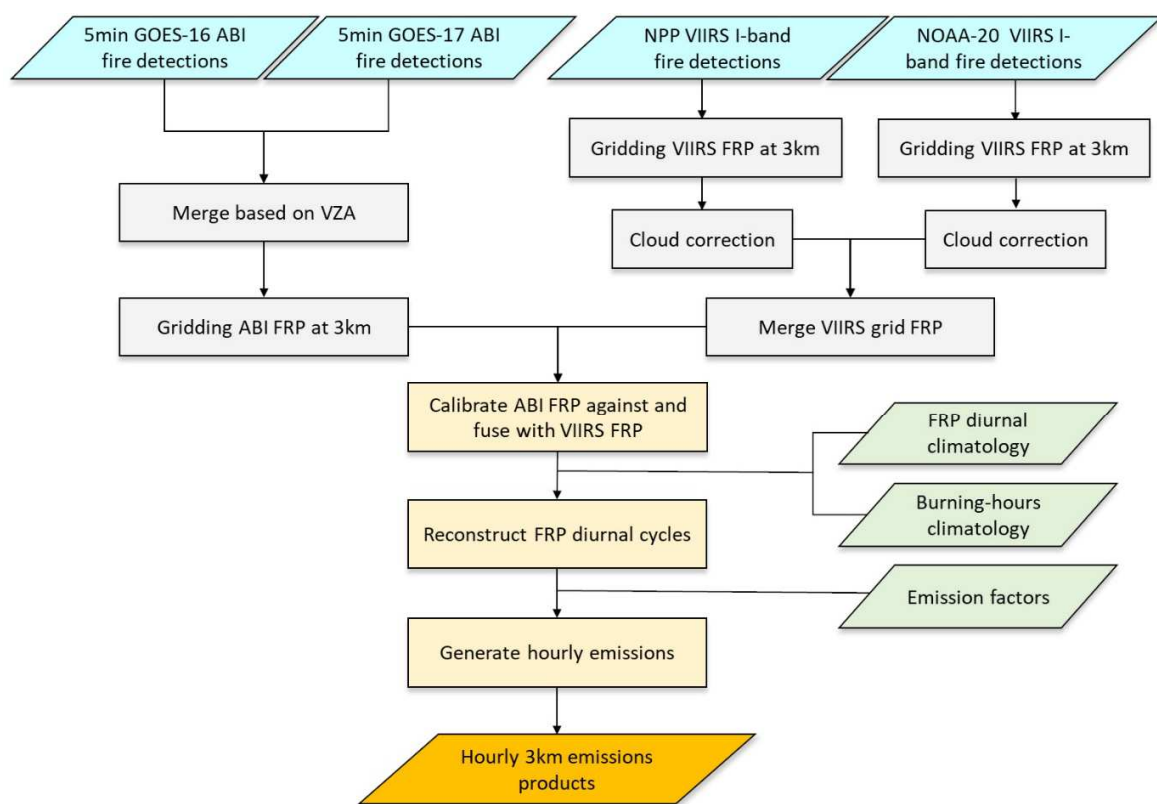 5min GOES-16 ABI
fire detections
5min GOES-17 ABI
fire detections
NPP VIIRS I-band
fire detections
NOAA-20 VIIRS I-
band fire detections
Gridding VIIRS FRP at 3km
Gridding VIIRS FRP at 3km
Merge based on VZA
Cloud correction
Cloud correction
Gridding ABI FRP at 3km
Merge VIIRS grid FRP
Calibrate ABI FRP against and
fuse with VIIRS FRP
FRP diurnal
climatology
Burning-hours
climatology
Reconstruct FRP diurnal cycles
Emission factors
Generate hourly emissions
Hourly 3km emissions
products